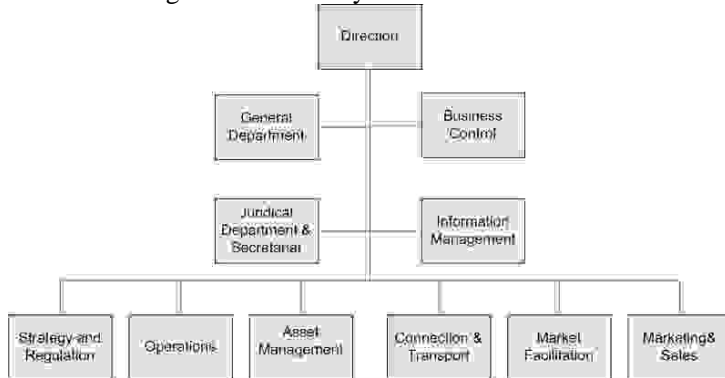 Direction
General
Department
Business
Control
Juridical
Department &
Secretariat
Information
Management
Strategy and
Regulation
Operations
Asset
Management
Connection &
Transport
Market
Facilitation
Marketing&
Sales